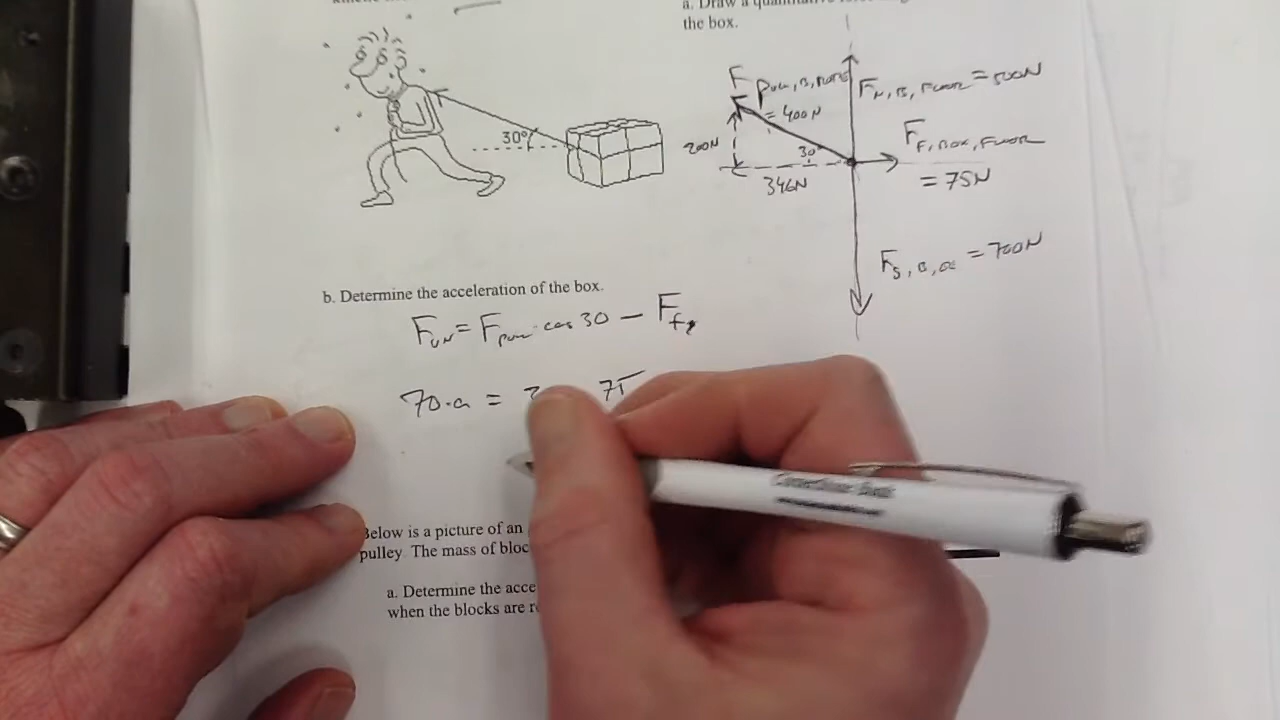 a. Draw a
the box.
30°
F pull, B, ROPE
= 400N
200N
30°
346N
F N, B, FLOOR = 500N
F F, BOX, FLOOR
= 75N
= 700N
b. Determine the acceleration of the box.
F UN = F pull · cos 30 - F f,
70·a =
75
Below is a picture of an
pulley. The mass of bloc
a. Determine the acce
when the blocks are r